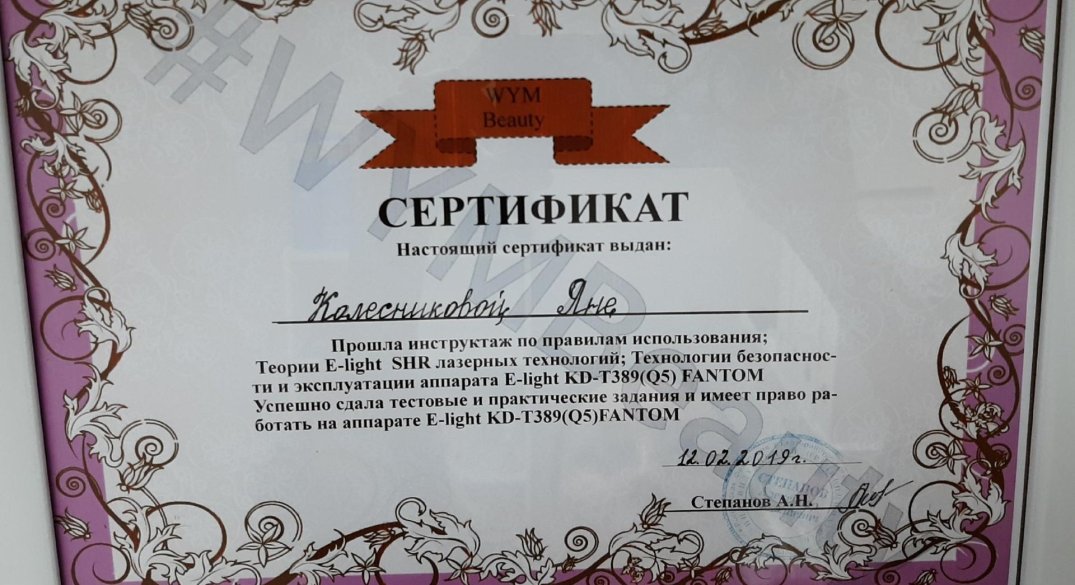 WYM
Beauty
СЕРТИФИКАТ
Настоящий сертификат выдан:
Колесниковой Яне
Прошла инструктаж по правилам использования;
Теории E-light SHR лазерных технологий; Технологии безопаснос-
ти и эксплуатации аппарата E-light KD-T389(Q5) FANTOM
Успешно сдала тестовые и практические задания и имеет право ра-
ботать на аппарате E-light KD-T389(Q5)FANTOM
12.02.2019г.
Степанов А.Н.
СТЕПАНОВ